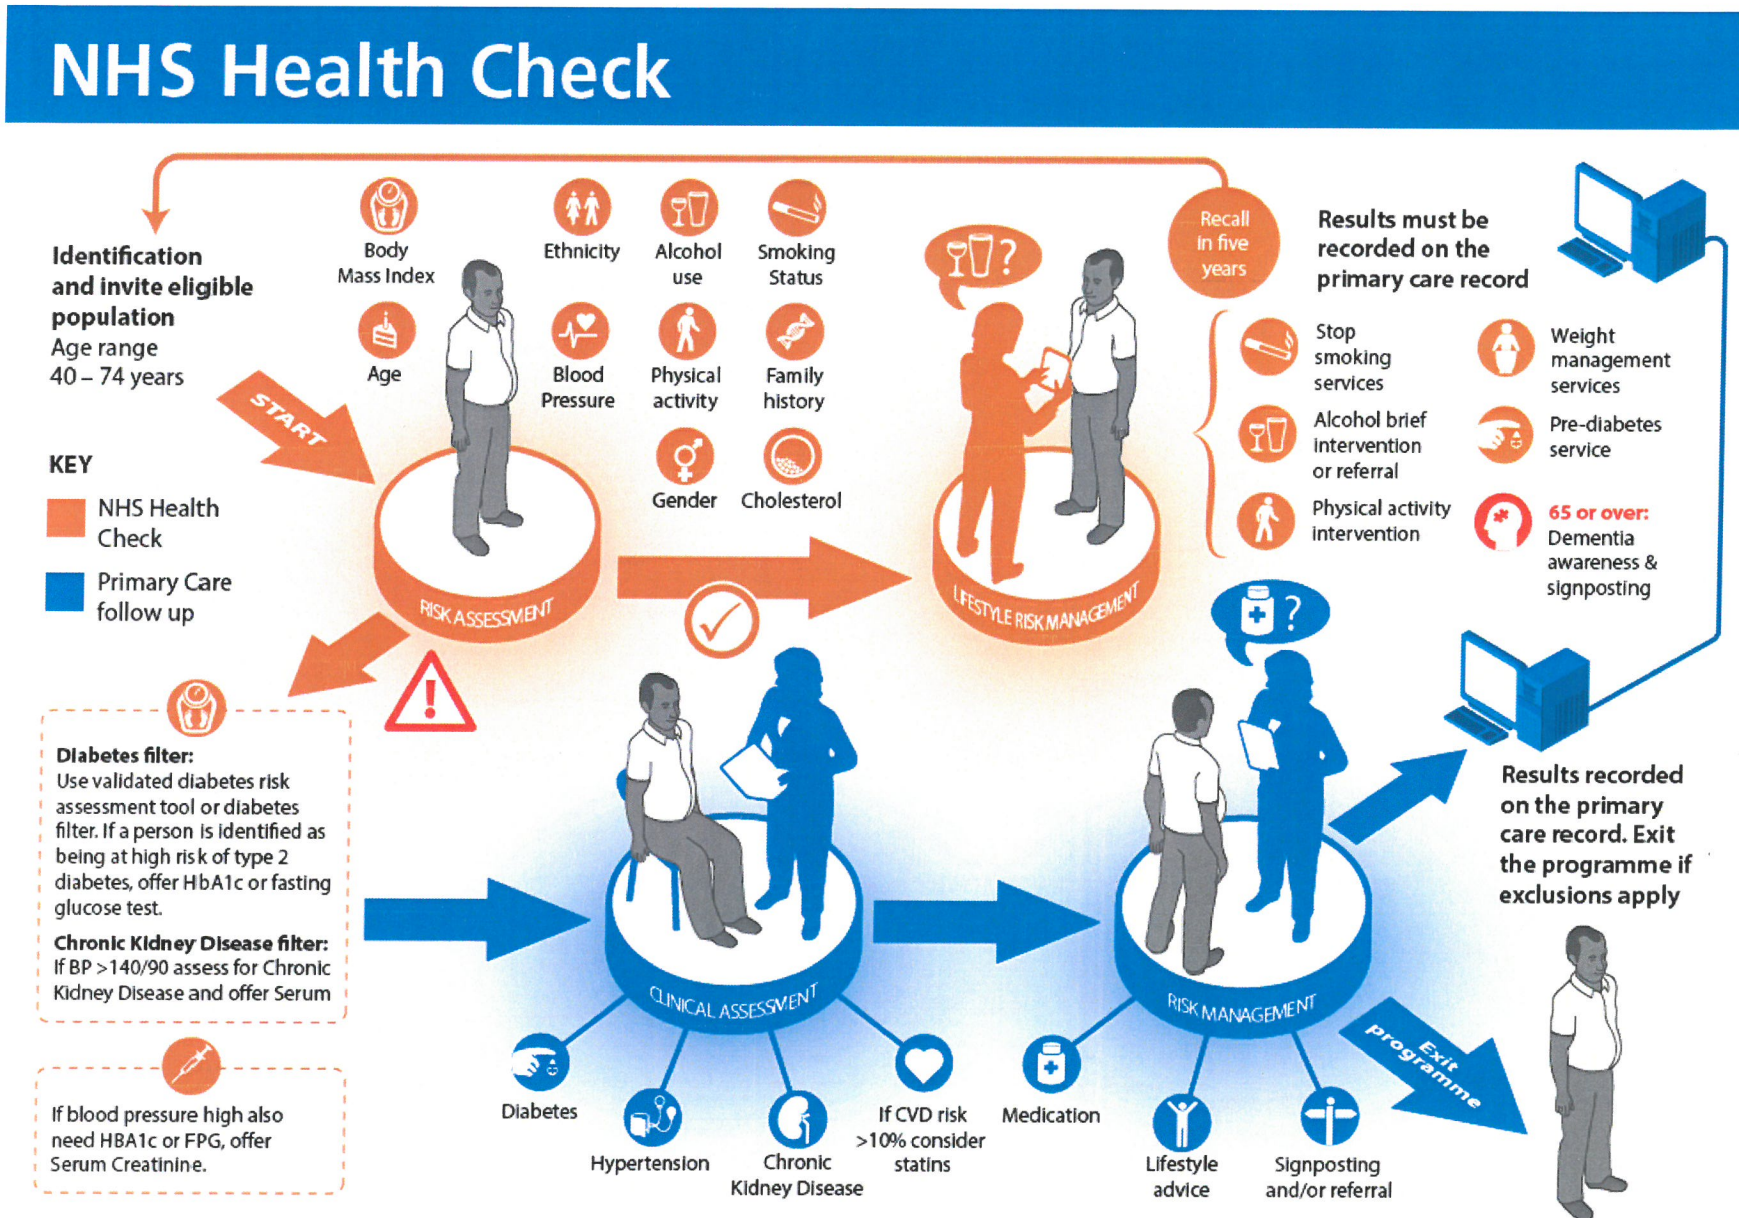 NHS Health Check
Identification
and invite eligible
population
Age range
40 – 74 years
START
KEY
NHS Health
Check
Primary Care
follow up
Body
Mass Index
Ethnicity
Alcohol
use
Smoking
Status
Age
Blood
Pressure
Physical
activity
Family
history
Gender
Cholesterol
RISK ASSESSMENT
?
LIFESTYLE RISK MANAGEMENT
Recall
in five
years
Results must be
recorded on the
primary care record
Stop
smoking
services
Weight
management
services
Alcohol brief
intervention
or referral
Pre-diabetes
service
Physical activity
intervention
65 or over:
Dementia
awareness &
signposting
!
Diabetes filter:
Use validated diabetes risk
assessment tool or diabetes
filter. If a person is identified as
being at high risk of type 2
diabetes, offer HbA1c or fasting
glucose test.
Chronic Kidney Disease filter:
If BP >140/90 assess for Chronic
Kidney Disease and offer Serum
If blood pressure high also
need HBA1c or FPG, offer
Serum Creatinine.
CLINICAL ASSESSMENT
Diabetes
Hypertension
Chronic
Kidney Disease
If CVD risk
>10% consider
statins
?
RISK MANAGEMENT
Medication
Lifestyle
advice
Signposting
and/or referral
Results recorded
on the primary
care record. Exit
the programme if
exclusions apply
Exit
programme